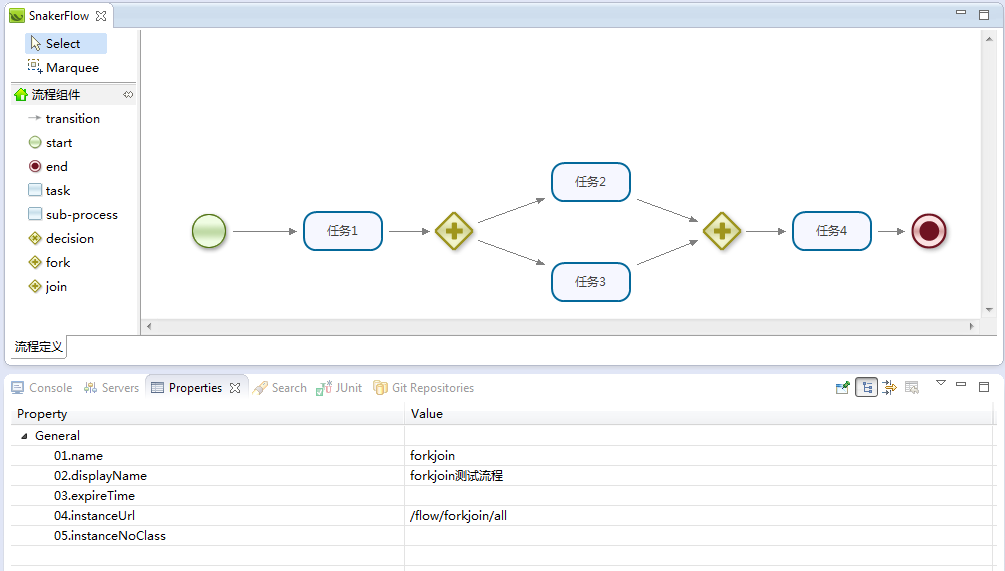 SnakerFlow
Select
Marquee
流程组件
transition
start
end
task
sub-process
decision
fork
join
任务1
任务2
任务3
任务4
流程定义
Console Servers Properties Search JUnit Git Repositories
Property Value
General
01.name forkjoin
02.displayName forkjoin测试流程
03.expireTime
04.instanceUrl /flow/forkjoin/all
05.instanceNoClass